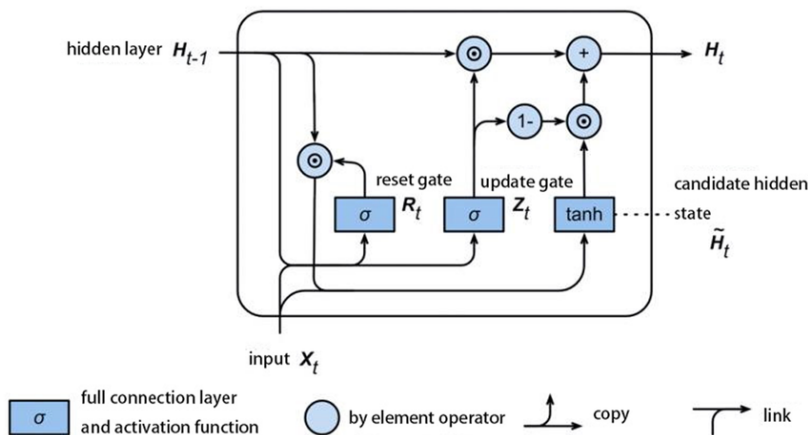 hidden layer H_{t-1}
⊙
+
H_t
1-
⊙
⊙
reset gate
R_t
update gate
Z_t
candidate hidden
state
H̃_t
σ
σ
tanh
input X_t
σ
full connection layer
and activation function
by element operator
copy
link